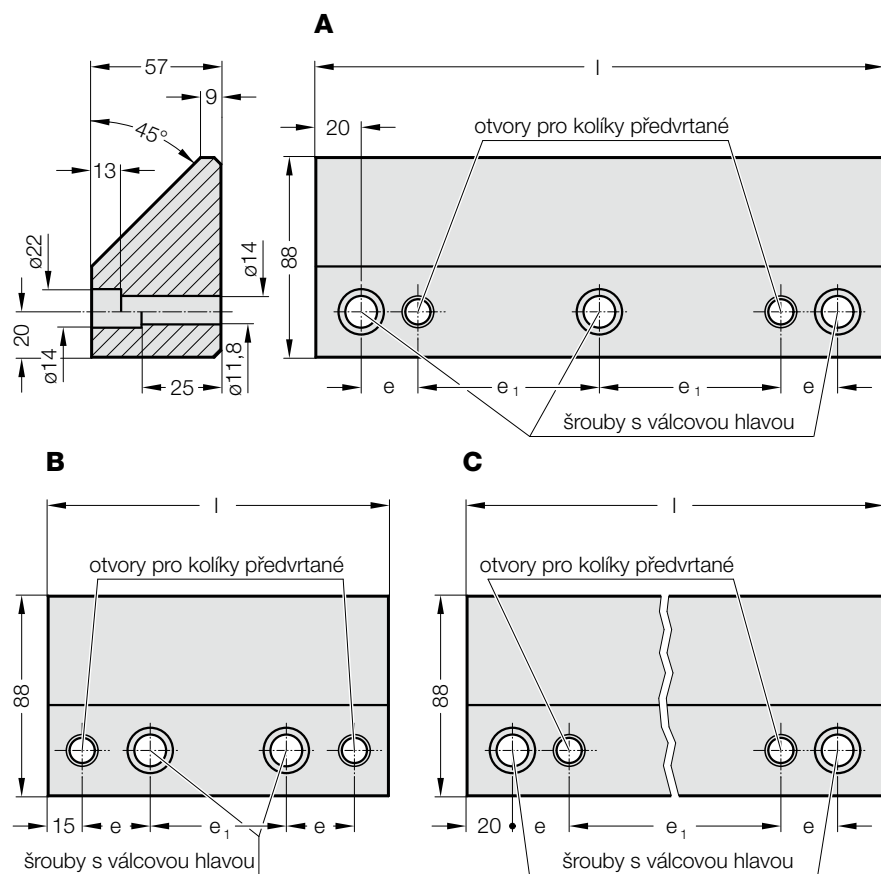 A
57
l
9
20
otvory pro kolíky předvrtané
45°
13
ø22
ø14
88
20
ø14
25
ø11,8
e
e1
e1
e
šrouby s válcovou hlavou
B
C
l
l
otvory pro kolíky předvrtané
otvory pro kolíky předvrtané
88
88
15
e
e1
e
20
e
e1
e
šrouby s válcovou hlavou
šrouby s válcovou hlavou